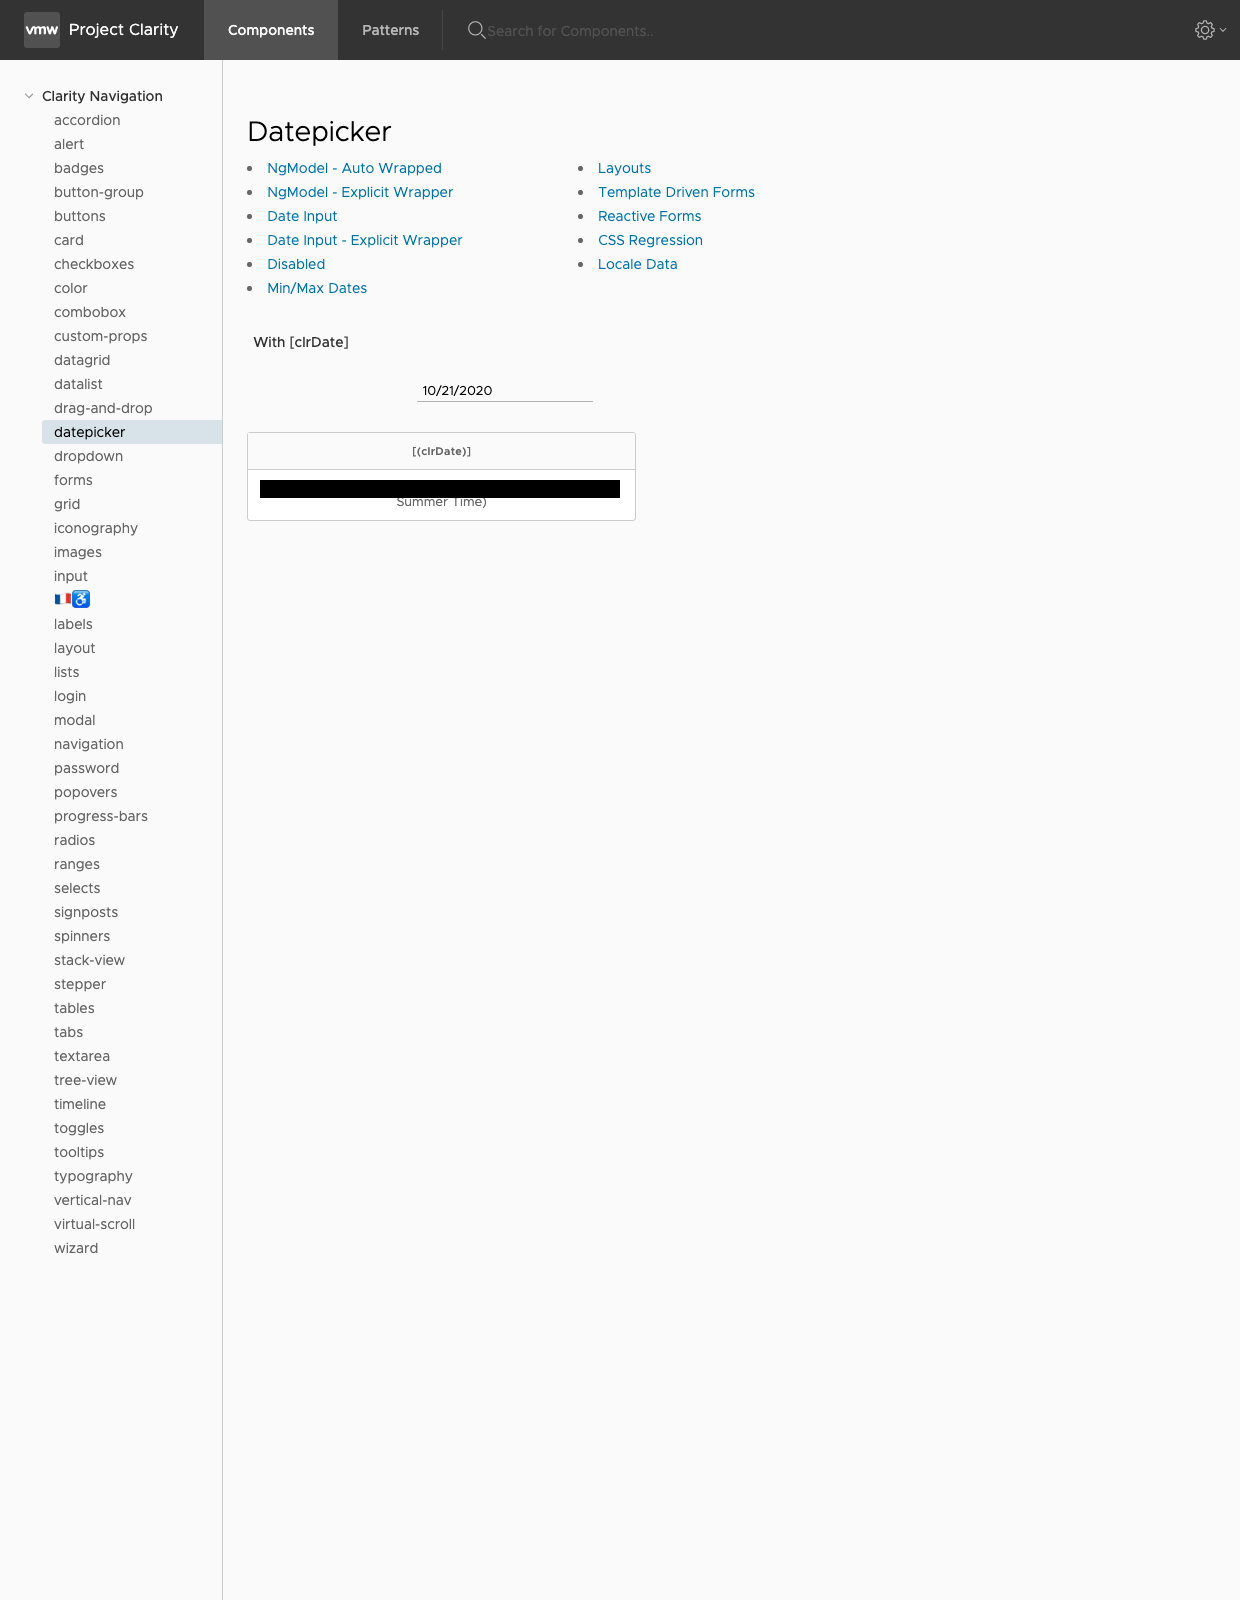 vmw Project Clarity Components Patterns Search for Components..
Clarity Navigation
accordion
alert
badges
button-group
buttons
card
checkboxes
color
combobox
custom-props
datagrid
datalist
drag-and-drop
datepicker
dropdown
forms
grid
iconography
images
input
🇫🇷♿
labels
layout
lists
login
modal
navigation
password
popovers
progress-bars
radios
ranges
selects
signposts
spinners
stack-view
stepper
tables
tabs
textarea
tree-view
timeline
toggles
tooltips
typography
vertical-nav
virtual-scroll
wizard
Datepicker
NgModel - Auto Wrapped
NgModel - Explicit Wrapper
Date Input
Date Input - Explicit Wrapper
Disabled
Min/Max Dates
Layouts
Template Driven Forms
Reactive Forms
CSS Regression
Locale Data
With [clrDate]
10/21/2020
[(clrDate)]
Summer Time)